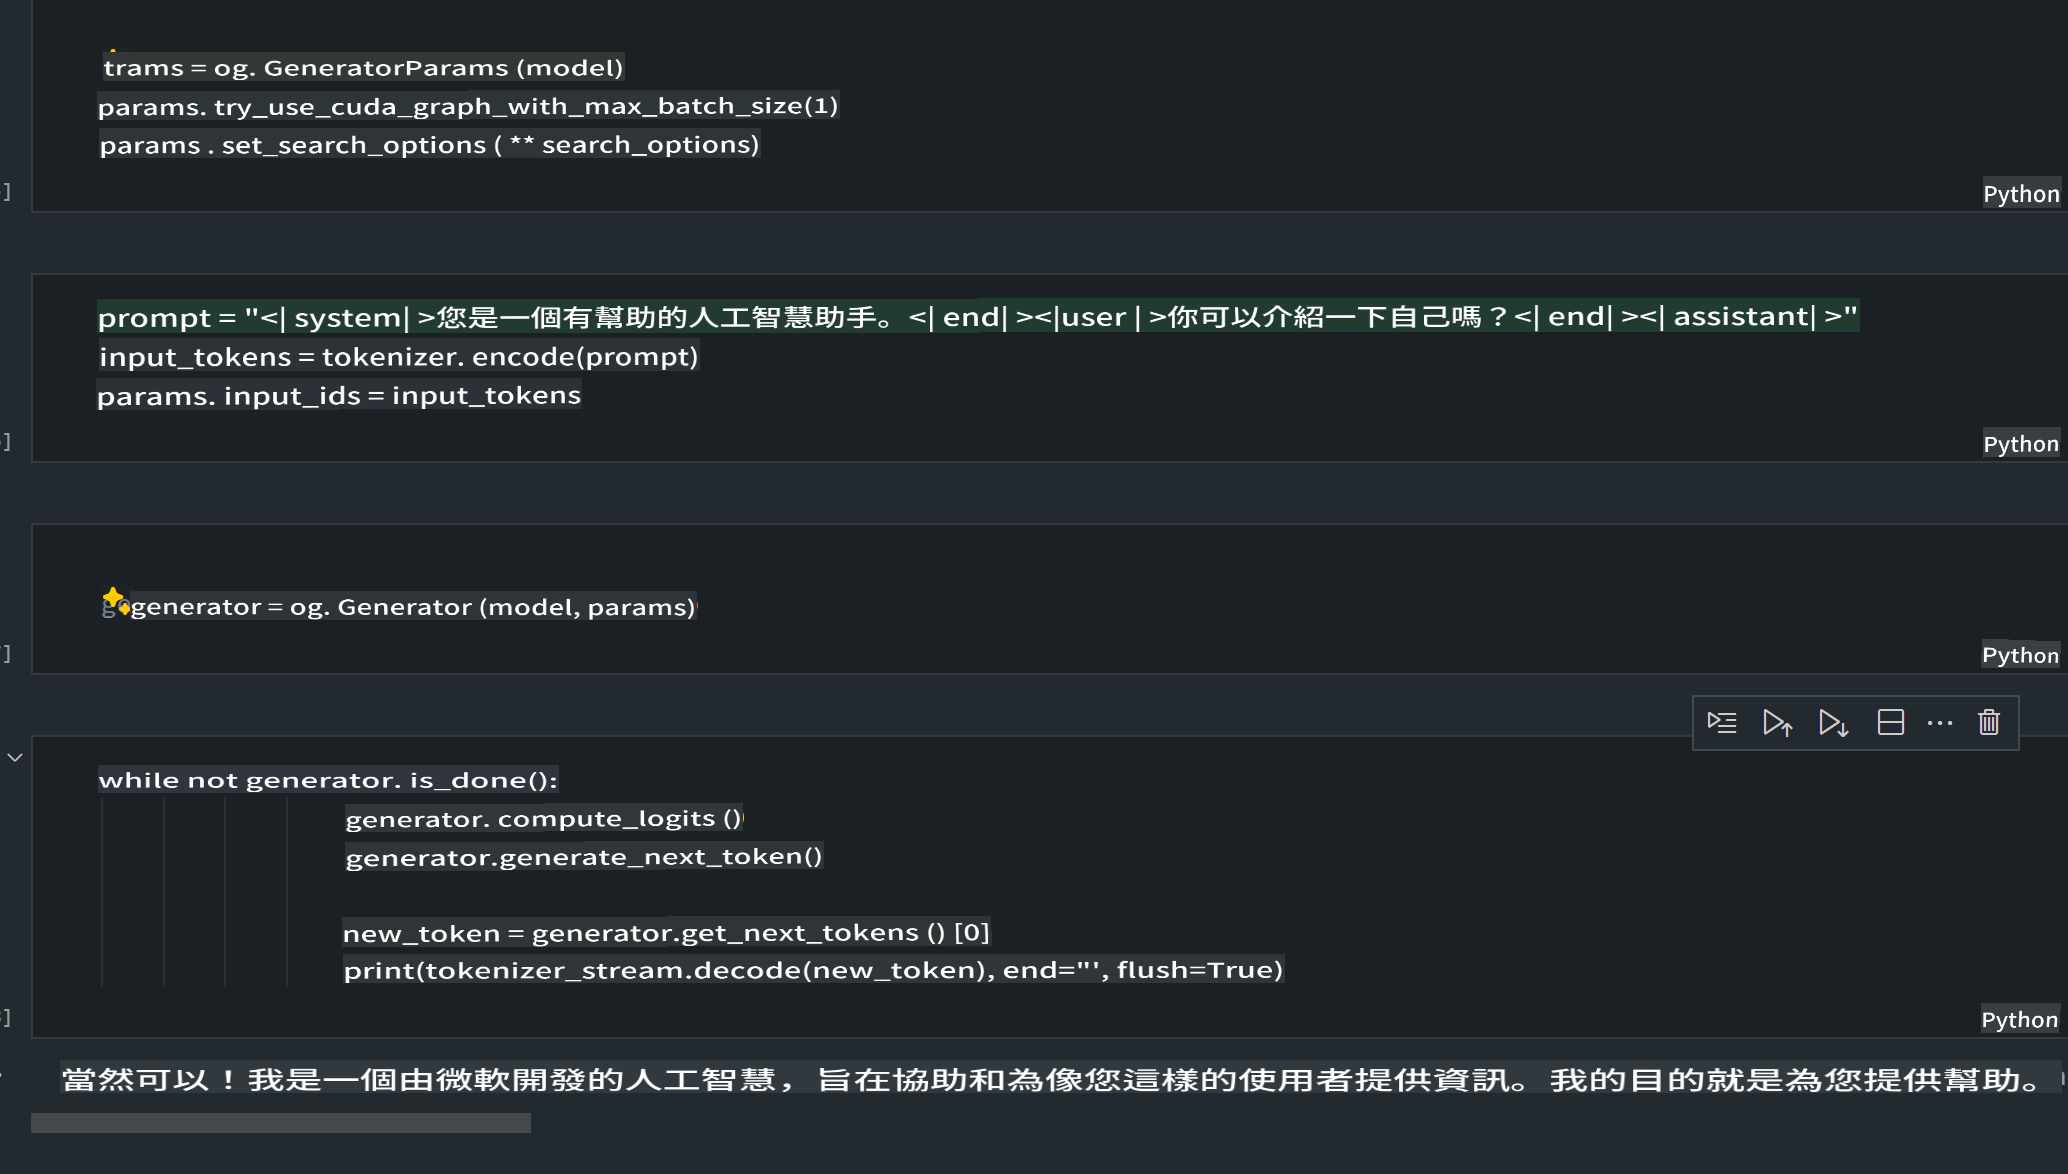 trams = og. GeneratorParams (model)
params. try_use_cuda_graph_with_max_batch_size(1)
params . set_search_options ( ** search_options)
]
Python
prompt = "<| system| >您是一個有幫助的人工智慧助手。<| end| ><|user | >你可以介紹一下自己嗎？<| end| ><| assistant| >"
input_tokens = tokenizer. encode(prompt)
params. input_ids = input_tokens
]
Python
generator = og. Generator (model, params)
]
Python
while not generator. is_done():
generator. compute_logits ()
generator.generate_next_token()
new_token = generator.get_next_tokens () [0]
print(tokenizer_stream.decode(new_token), end="', flush=True)
]
Python
當然可以！我是一個由微軟開發的人工智慧，旨在協助和為像您這樣的使用者提供資訊。我的目的就是為您提供幫助。